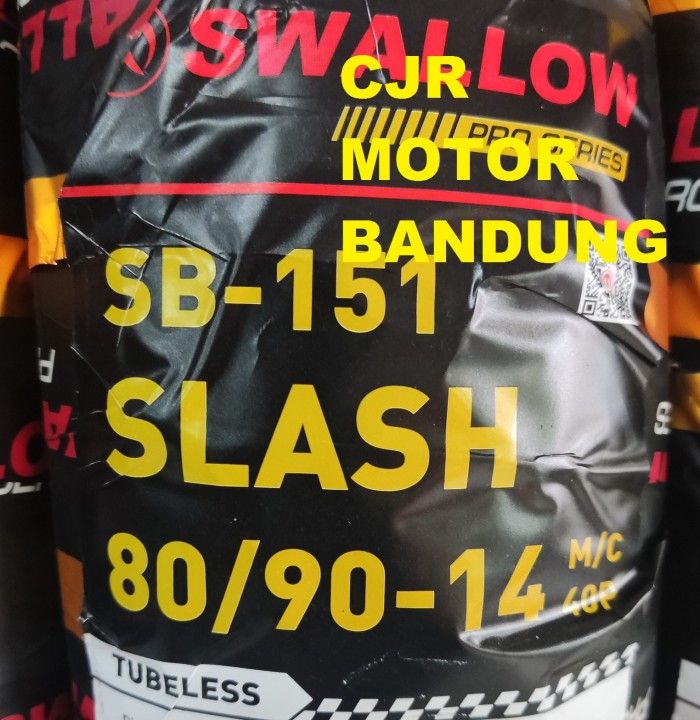 SWALLOW
CJR
PRO SERIES
MOTOR
BANDUNG
SB-151
SLASH
80/90-14
M/C
40P
TUBELESS